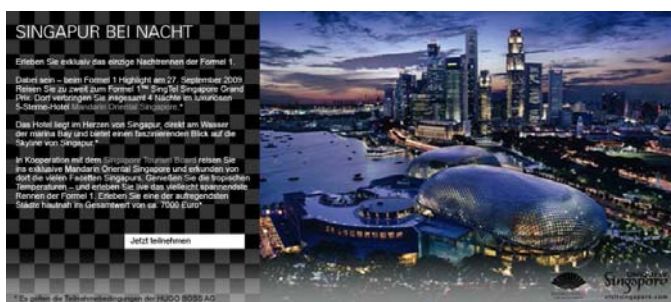 SINGAPUR BEI NACHT
Erleben Sie exklusiv das einzige Nachtrennen der Formel 1.
Dabei sein – beim Formel 1 Highlight am 27. September 2009.
Reisen Sie zu zweit zum Formel 1™ SingTel Singapore Grand
Prix. Dort verbringen Sie insgesamt 4 Nächte im luxuriösen
5-Sterne-Hotel Mandarin Oriental Singapore.*
Das Hotel liegt im Herzen von Singapur, direkt am Wasser
der marina Bay und bietet einen faszinierenden Blick auf die
Skyline von Singapur.*
In Kooperation mit dem Singapore Tourism Board reisen Sie
ins exklusive Mandarin Oriental Singapore und erkunden von
dort die vielen Facetten Singapurs. Genießen Sie die tropischen
Temperaturen – und erleben Sie live das vielleicht spannendste
Rennen der Formel 1. Erleben Sie eine der aufregendsten
Städte hautnah im Gesamtwert von ca. 7000 Euro*
Jetzt teilnehmen
* Es gelten die Teilnahmebedingungen der HUGO BOSS AG
Singapore
visitsingapore.com